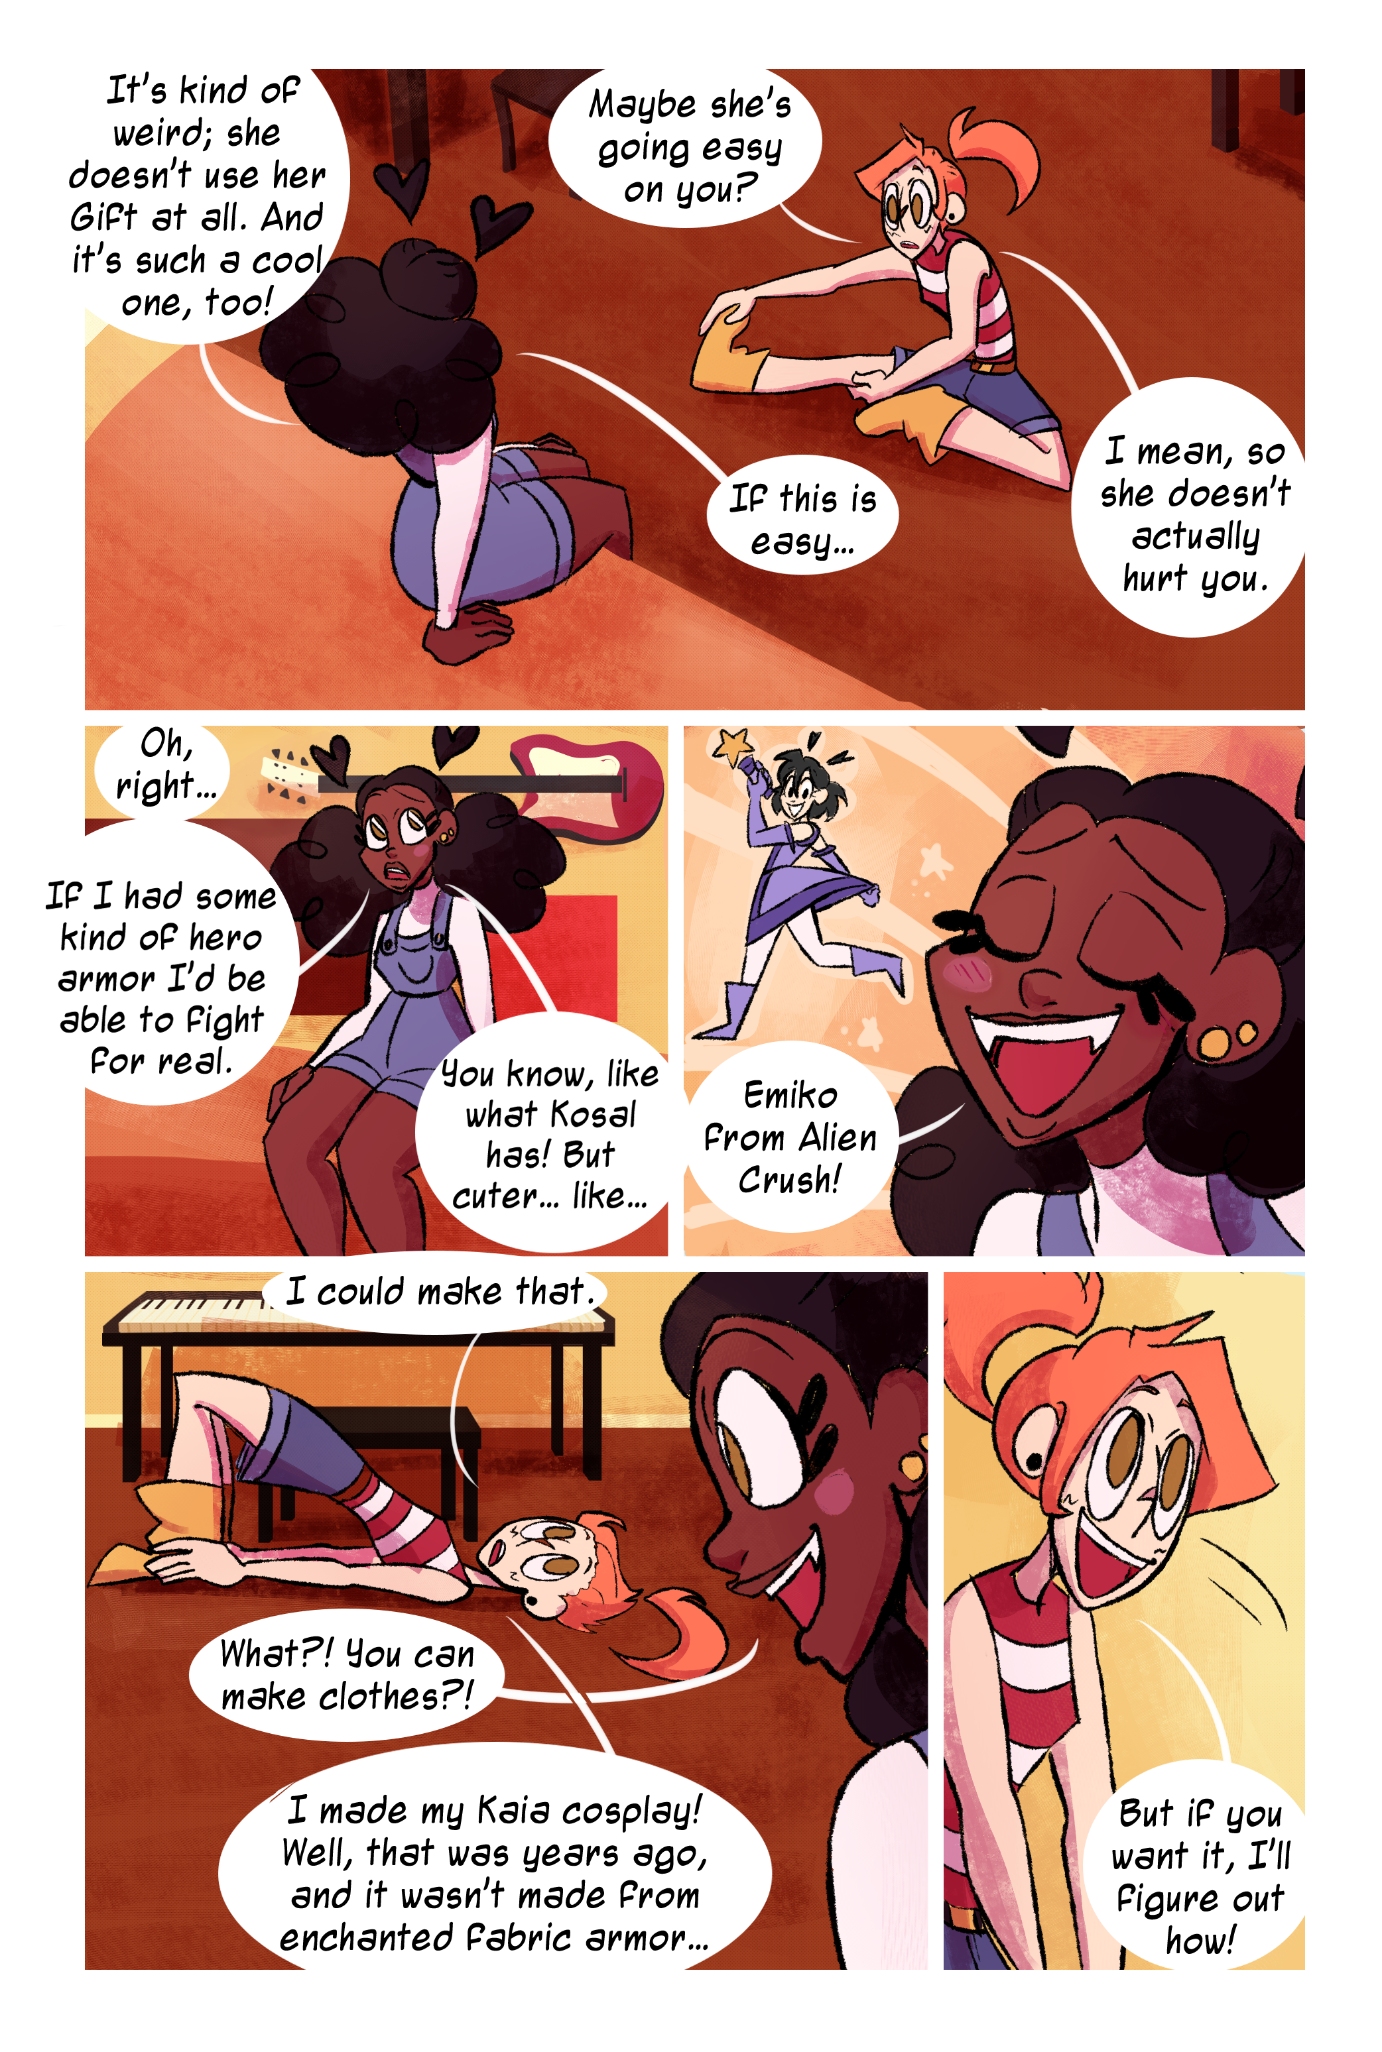 It's kind of
weird; she
doesn't use her
Gift at all. And
it's such a cool
one, too!
Maybe she's
going easy
on you?
If this is
easy...
I mean, so
she doesn't
actually
hurt you.
Oh,
right...
If I had some
kind of hero
armor I'd be
able to fight
for real.
You know, like
what Kosal
has! But
cuter... like...
Emiko
from Alien
Crush!
I could make that.
What?! You can
make clothes?!
I made my Kaia cosplay!
Well, that was years ago,
and it wasn't made from
enchanted fabric armor...
But if you
want it, I'll
figure out
how!